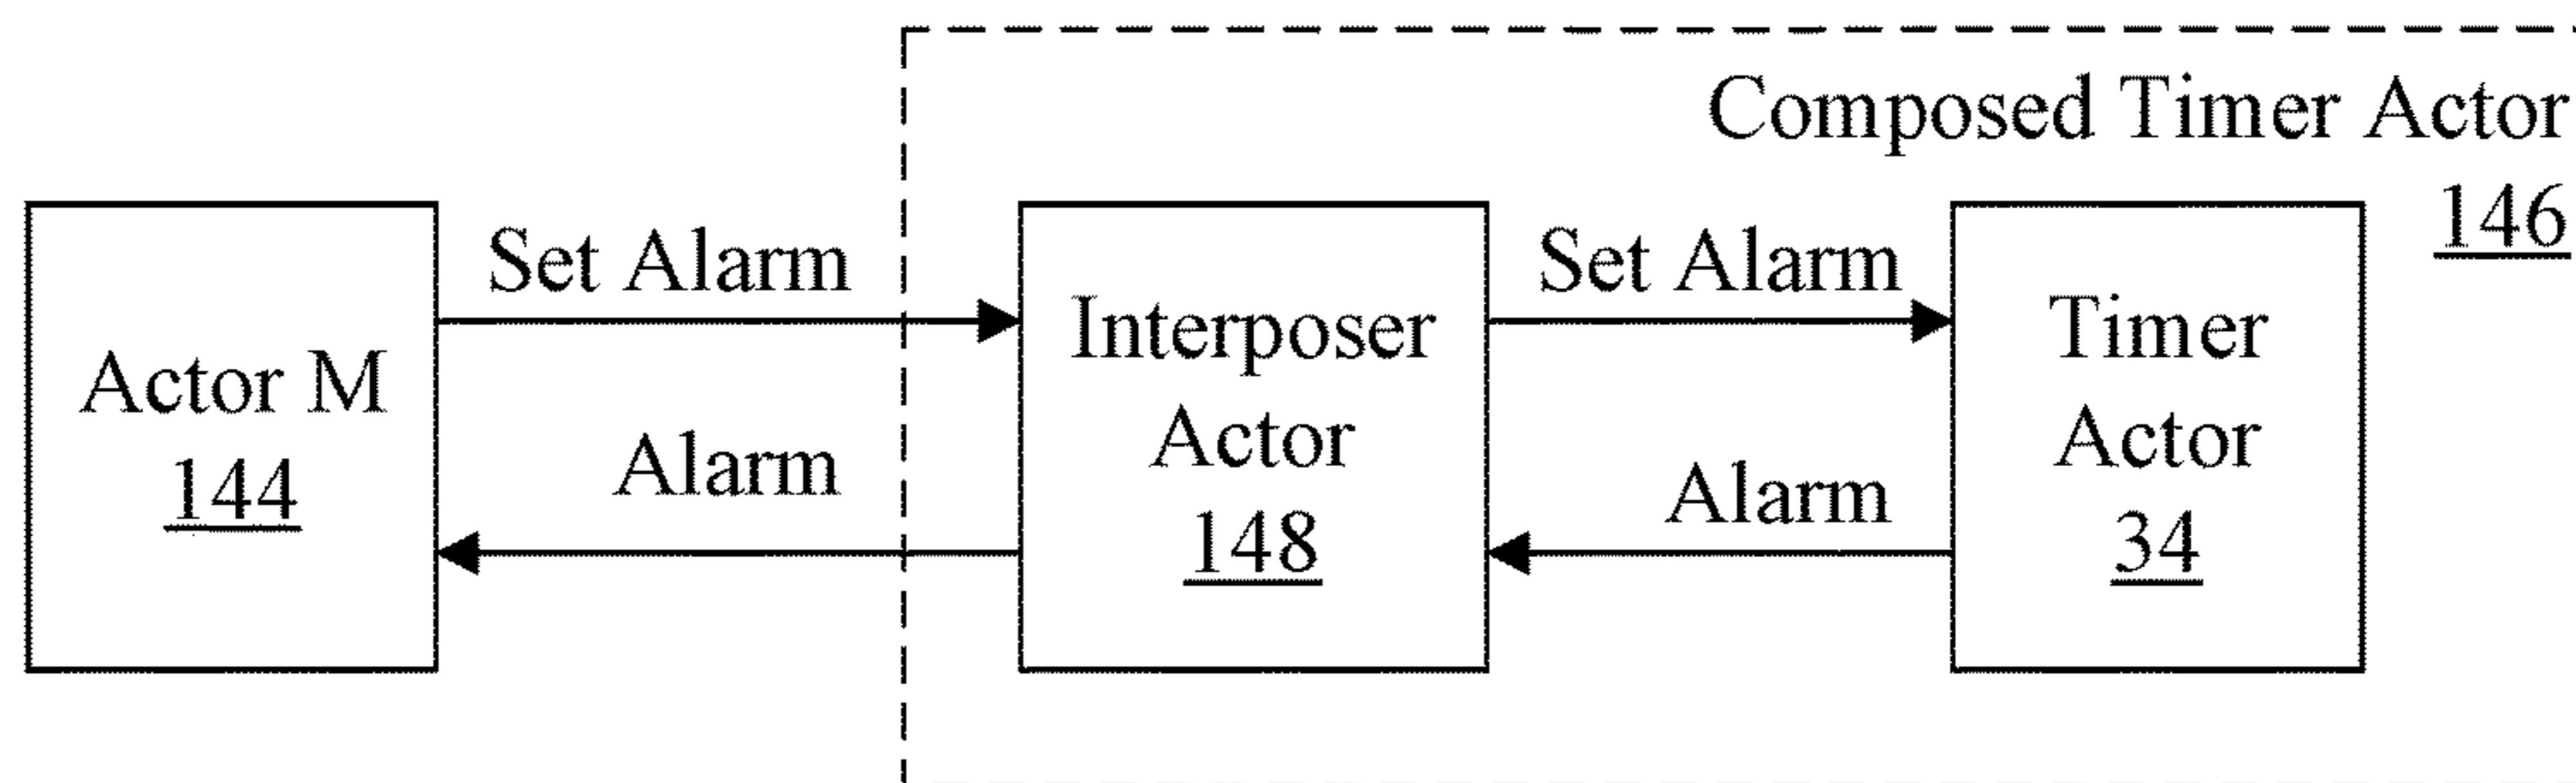 Composed Timer Actor
146
Actor M
144
Set Alarm
Alarm
Interposer
Actor
148
Set Alarm
Alarm
Timer
Actor
34